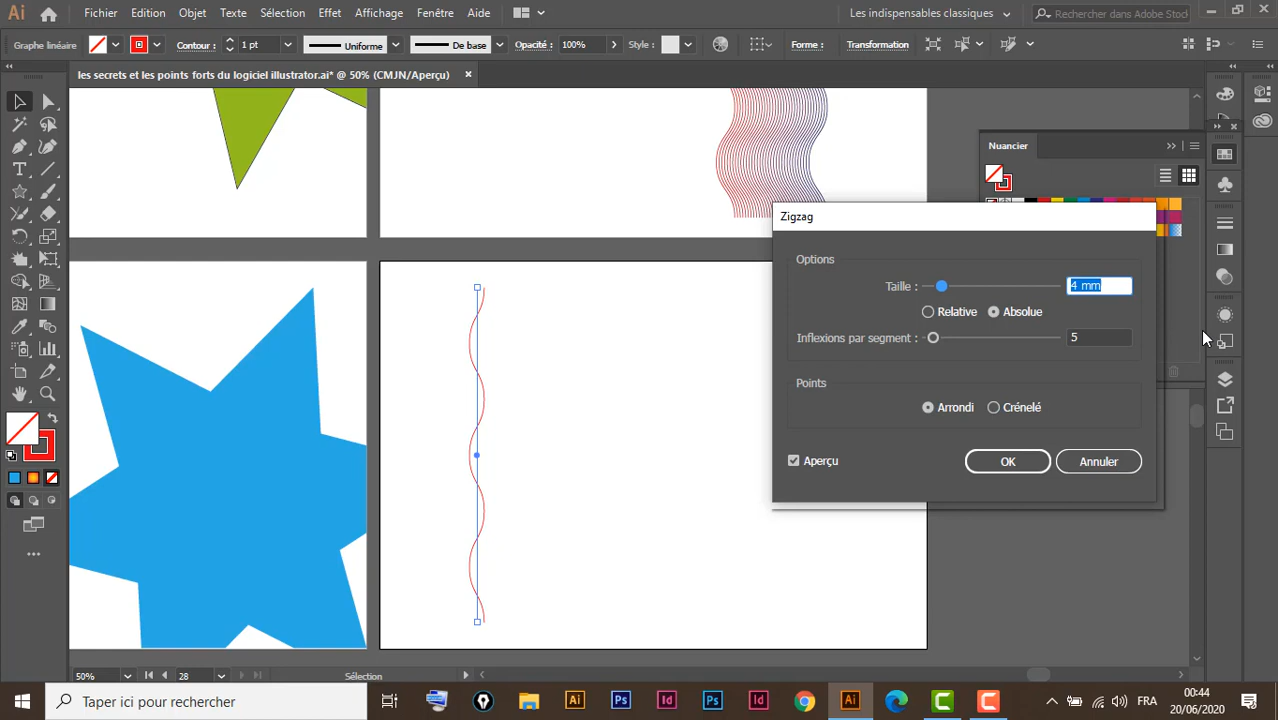 Ai Fichier Edition Objet Texte Sélection Effet Affichage Fenêtre Aide Les indispensables classiques Rechercher dans Adobe Stock
Graphe linéaire Contour : 1 pt Uniforme De base Opacité : 100% Style : Forme : Transformation
les secrets et les points forts du logiciel illustrator.ai* @ 50% (CMJN/Aperçu)
Nuancier
Zigzag
Options
Taille : 4 mm
Relative Absolue
Inflexions par segment : 5
Points
Arrondi Crénelé
Aperçu OK Annuler
50% 28 Sélection
Taper ici pour rechercher Ai Ps Id Ps Id Ai FRA 00:44
20/06/2020